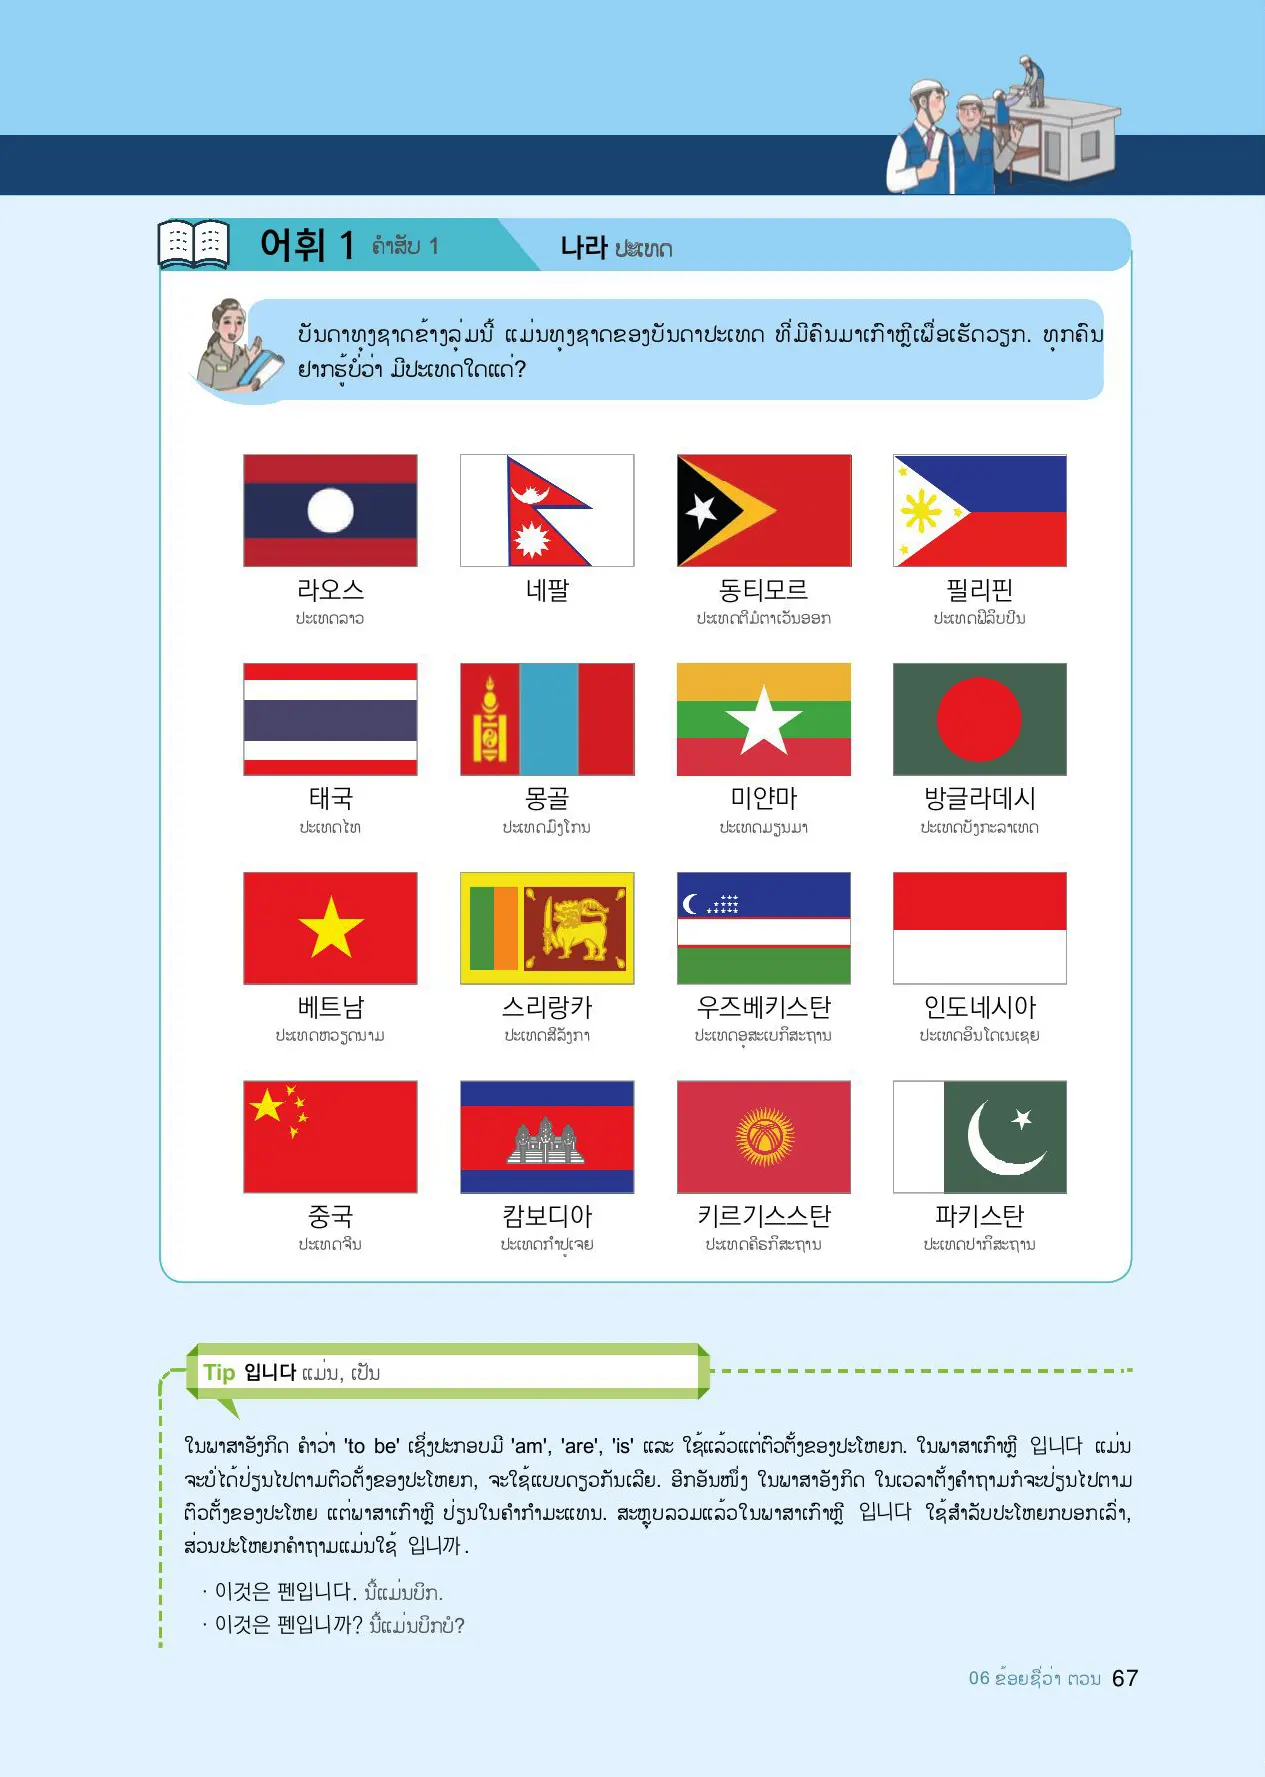 어휘 1 ຄຳສັບ 1 나라 ປະເທດ
ບັນດາທຸງຊາດຂ້າງລຸ່ມນີ້ ແມ່ນທຸງຊາດຂອງບັນດາປະເທດ ທີ່ມີຄົນມາເກົາຫຼີເພື່ອເຮັດວຽກ. ທຸກຄົນ
ຢາກຮູ້ບໍ່ວ່າ ມີປະເທດໃດແດ່?
라오스 네팔 동티모르 필리핀
ປະເທດລາວ ປະເທດຕິມໍຕາເວັນອອກ ປະເທດຟີລິບປິນ
태국 몽골 미얀마 방글라데시
ປະເທດໄທ ປະເທດມົງໂກນ ປະເທດມຽນມາ ປະເທດບັງກະລາເທດ
베트남 스리랑카 우즈베키스탄 인도네시아
ປະເທດຫວຽດນາມ ປະເທດສີລັງກາ ປະເທດອຸສະເບກິສະຖານ ປະເທດອິນໂດເນເຊຍ
중국 캄보디아 키르기스스탄 파키스탄
ປະເທດຈີນ ປະເທດກຳປູເຈຍ ປະເທດຄີຣກິສະຖານ ປະເທດປາກິສະຖານ
Tip 입니다 ແມ່ນ, ເປັນ
ໃນພາສາອັງກິດ ຄຳວ່າ 'to be' ເຊິ່ງປະກອບມີ 'am', 'are', 'is' ແລະ ໃຊ້ແລ້ວແຕ່ຕົວຕັ້ງຂອງປະໂຫຍກ. ໃນພາສາເກົາຫຼີ 입니다 ແມ່ນ
ຈະບໍ່ໄດ້ປ່ຽນໄປຕາມຕົວຕັ້ງຂອງປະໂຫຍກ, ຈະໃຊ້ແບບດຽວກັນເລີຍ. ອີກອັນໜຶ່ງ ໃນພາສາອັງກິດ ໃນເວລາຕັ້ງຄຳຖາມກໍຈະປ່ຽນໄປຕາມ
ຕົວຕັ້ງຂອງປະໂຫຍ ແຕ່ພາສາເກົາຫຼີ ປ່ຽນໃນຄຳກຳມະແທນ. ສະຫຼຸບລວມແລ້ວໃນພາສາເກົາຫຼີ 입니다 ໃຊ້ສຳລັບປະໂຫຍກບອກເລົ່າ,
ສ່ວນປະໂຫຍກຄຳຖາມແມ່ນໃຊ້ 입니까.
· 이것은 펜입니다. ນີ້ແມ່ນບິກ.
· 이것은 펜입니까? ນີ້ແມ່ນບິກບໍ?
06 ຂ້ອຍຊື່ວ່າ ຕວນ 67